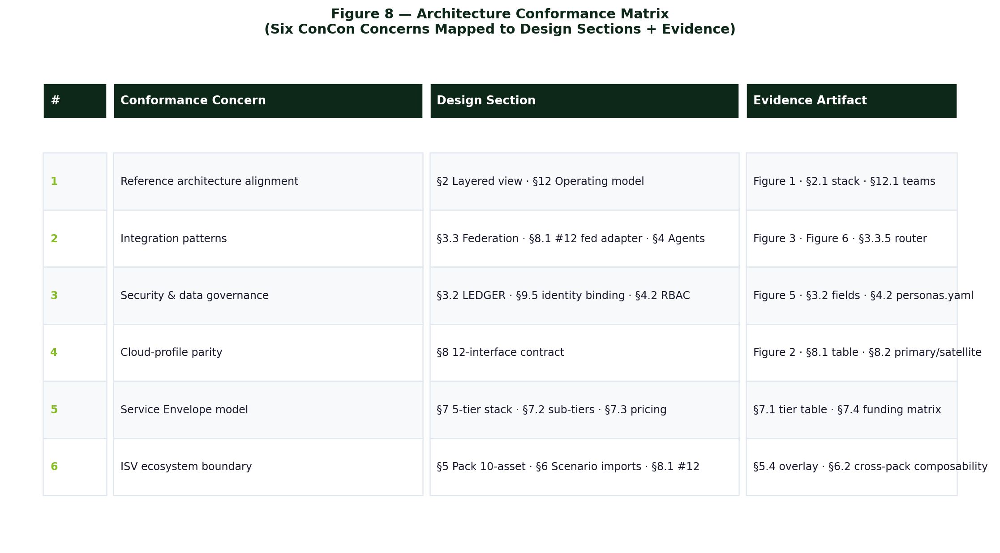 Figure 8 — Architecture Conformance Matrix
(Six ConCon Concerns Mapped to Design Sections + Evidence)
# Conformance Concern Design Section Evidence Artifact
1 Reference architecture alignment §2 Layered view · §12 Operating model Figure 1 · §2.1 stack · §12.1 teams
2 Integration patterns §3.3 Federation · §8.1 #12 fed adapter · §4 Agents Figure 3 · Figure 6 · §3.3.5 router
3 Security & data governance §3.2 LEDGER · §9.5 identity binding · §4.2 RBAC Figure 5 · §3.2 fields · §4.2 personas.yaml
4 Cloud-profile parity §8 12-interface contract Figure 2 · §8.1 table · §8.2 primary/satellite
5 Service Envelope model §7 5-tier stack · §7.2 sub-tiers · §7.3 pricing §7.1 tier table · §7.4 funding matrix
6 ISV ecosystem boundary §5 Pack 10-asset · §6 Scenario imports · §8.1 #12 §5.4 overlay · §6.2 cross-pack composability